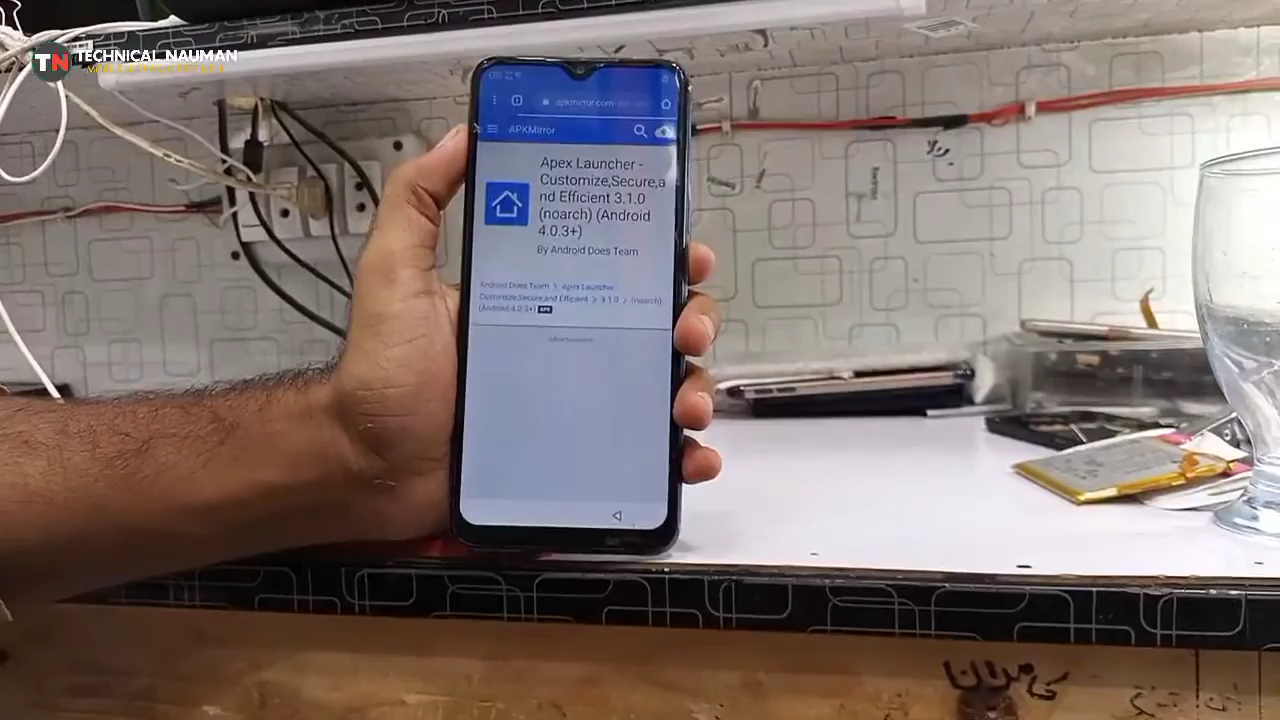 TECHNICAL_NAUMAN
apkmirror.com
APKMirror
Apex Launcher -
Customize,Secure,a
nd Efficient 3.1.0
(noarch) (Android
4.0.3+)
By Android Does Team
Android Does Team > Apex Launcher
Customize,Secure,and Efficient > 3.1.0 > (noarch)
(Android 4.0.3+) APK
Advertisement